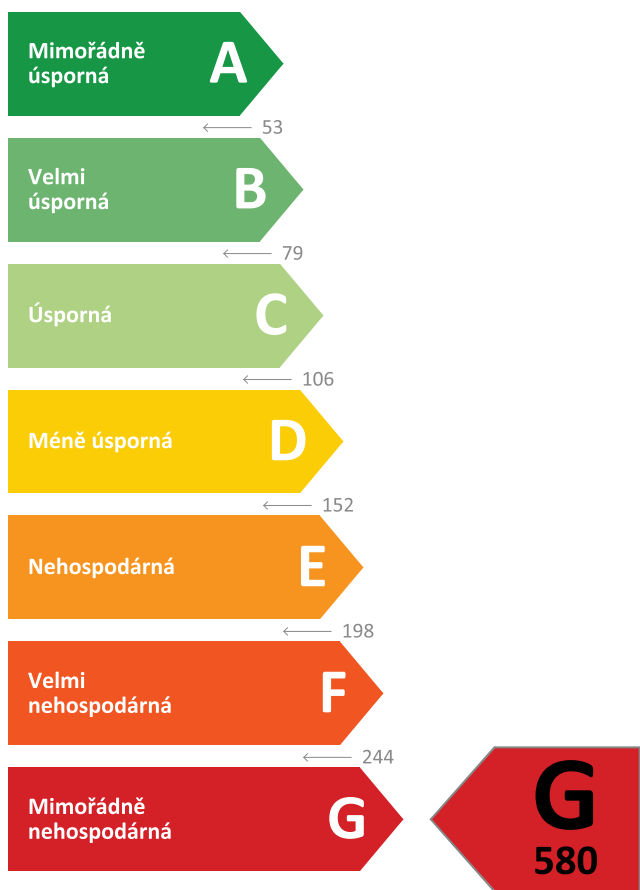 Mimořádně
úsporná
A
53
Velmi
úsporná
B
79
Úsporná
C
106
Méně úsporná
D
152
Nehospodárná
E
198
Velmi
nehospodárná
F
244
Mimořádně
nehospodárná
G
G
580